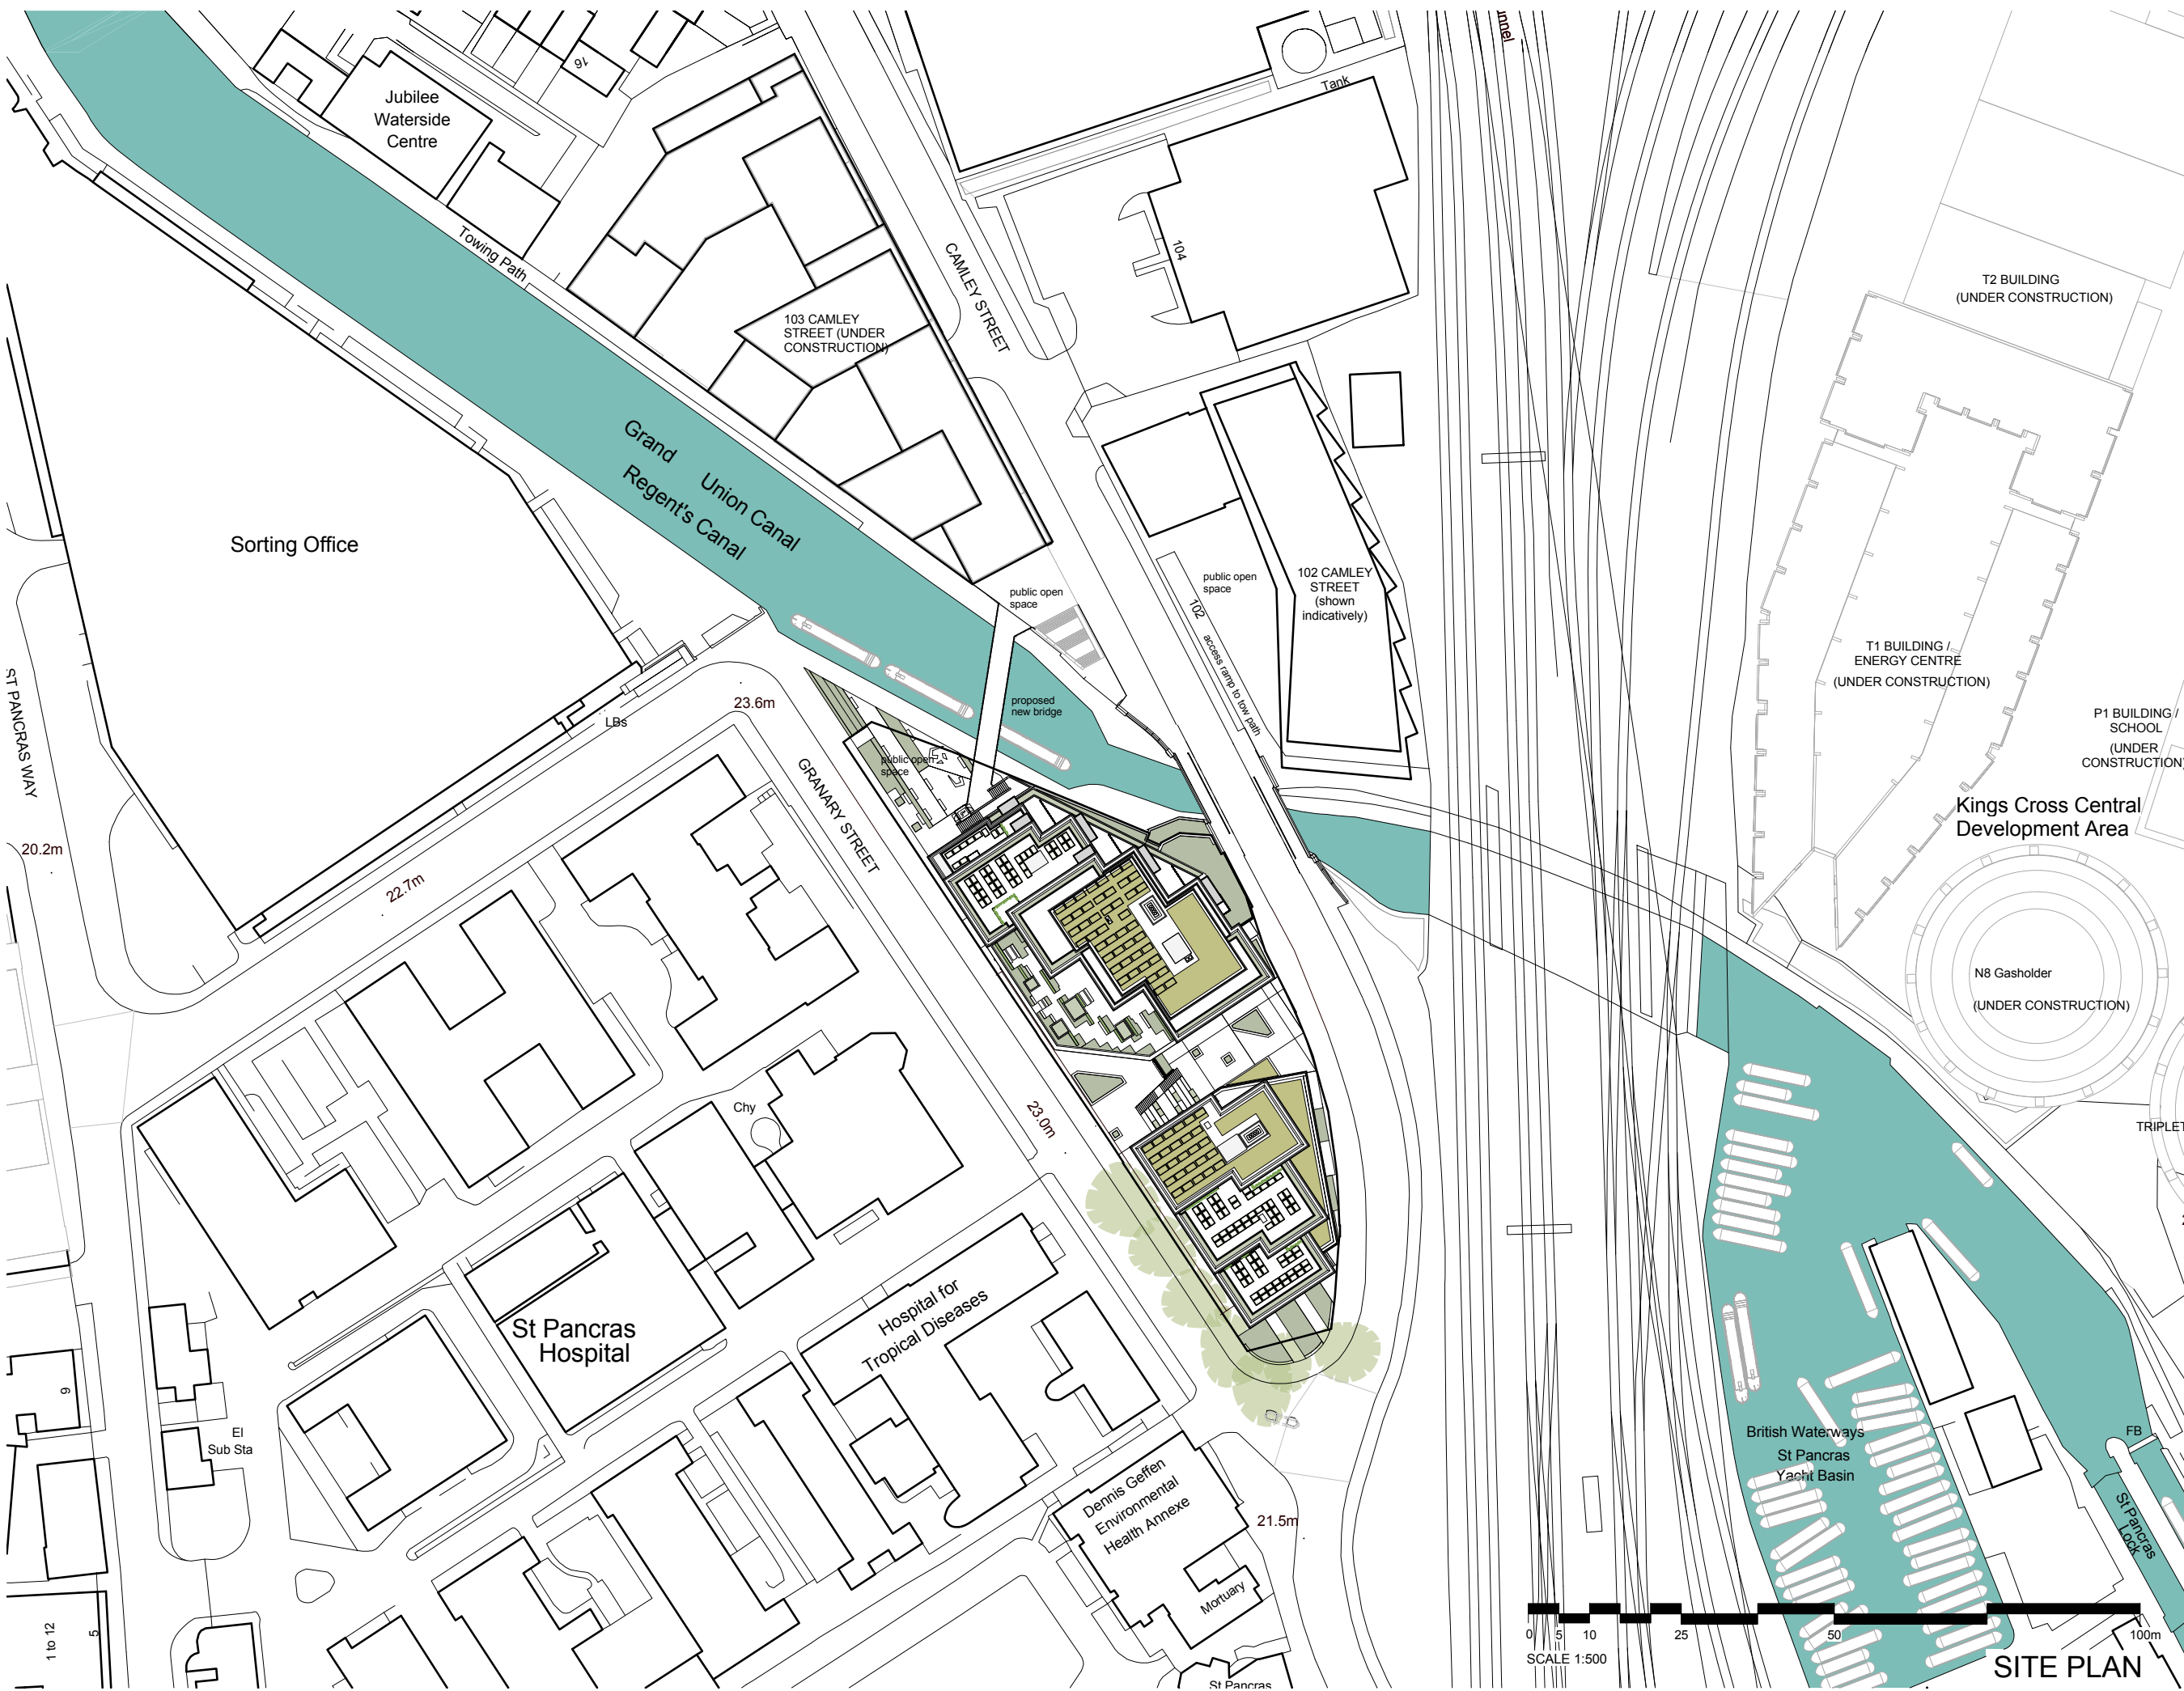 unnel
16
Tank
Jubilee
Waterside
Centre
Towing Path
CAMLEY STREET
104
T2 BUILDING
(UNDER CONSTRUCTION)
103 CAMLEY
STREET (UNDER
CONSTRUCTION)
Grand Union Canal
Regent's Canal
Sorting Office
public open
space
public open
space
102
access ramp to tow path
102 CAMLEY
STREET
(shown
indicatively)
T1 BUILDING /
ENERGY CENTRE
(UNDER CONSTRUCTION)
ST PANCRAS WAY
LBs
23.6m
proposed
new bridge
P1 BUILDING /
SCHOOL
(UNDER
CONSTRUCTION)
public open
space
GRANARY STREET
Kings Cross Central
Development Area
20.2m
22.7m
N8 Gasholder
(UNDER CONSTRUCTION)
Chy
23.0m
TRIPLET
Hospital for
Tropical Diseases
St Pancras
Hospital
9
El
Sub Sta
British Waterways
St Pancras
Yacht Basin
FB
St Pancras
Lock
Dennis Geffen
Environmental
Health Annexe
21.5m
Mortuary
1 to 12
5
0 5 10 25 50 100m
SCALE 1:500
SITE PLAN
St Pancras